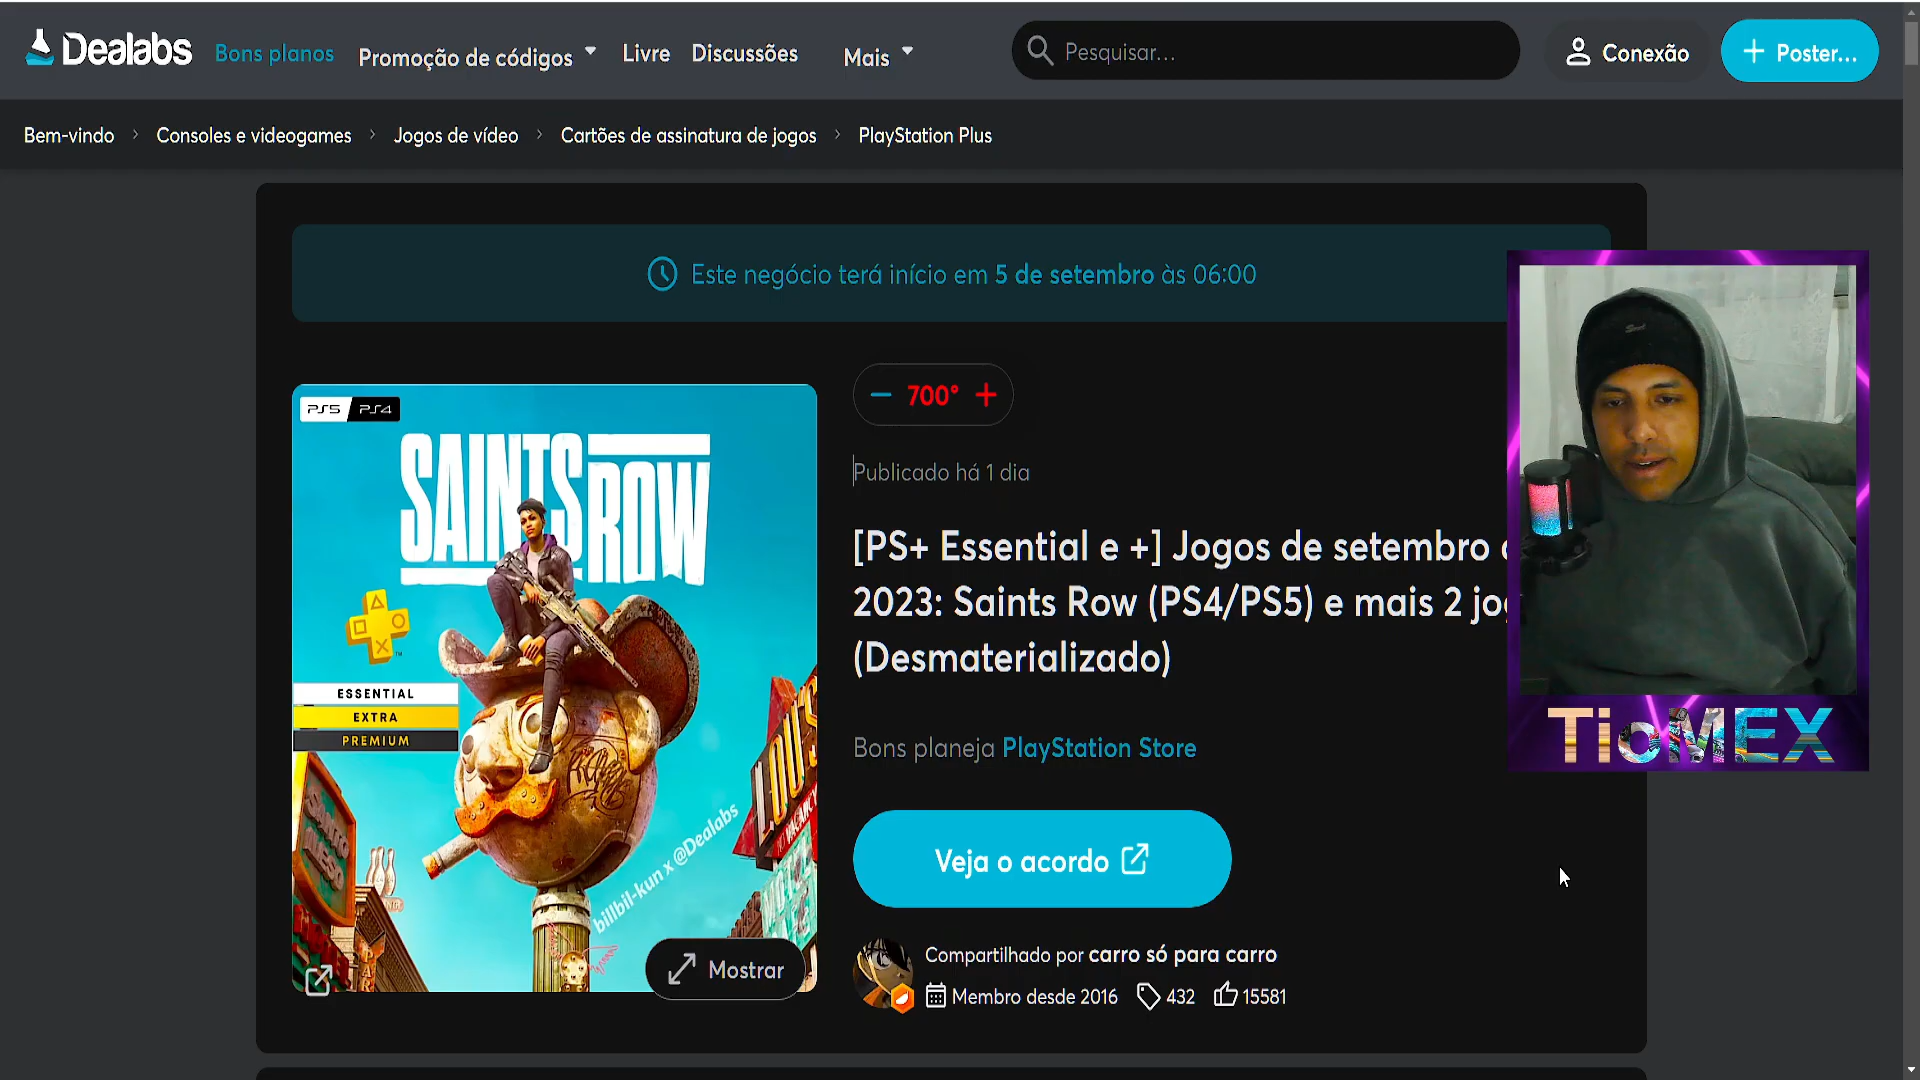 Dealabs
Bons planos
Promoção de códigos
Livre
Discussões
Mais
Pesquisar...
Conexão
Poster...
Bem-vindo
Consoles e videogames
Jogos de vídeo
Cartões de assinatura de jogos
PlayStation Plus
Este negócio terá início em 5 de setembro às 06:00
PS5 PS4
SAINTS ROW
ESSENTIAL
EXTRA
PREMIUM
billbil-kun x @Dealabs
Mostrar
700°
Publicado há 1 dia
[PS+ Essential e +] Jogos de setembro
2023: Saints Row (PS4/PS5) e mais 2
(Desmaterializado)
Bons planeja PlayStation Store
Veja o acordo
Compartilhado por carro só para carro
Membro desde 2016 432 15581
TioMEX